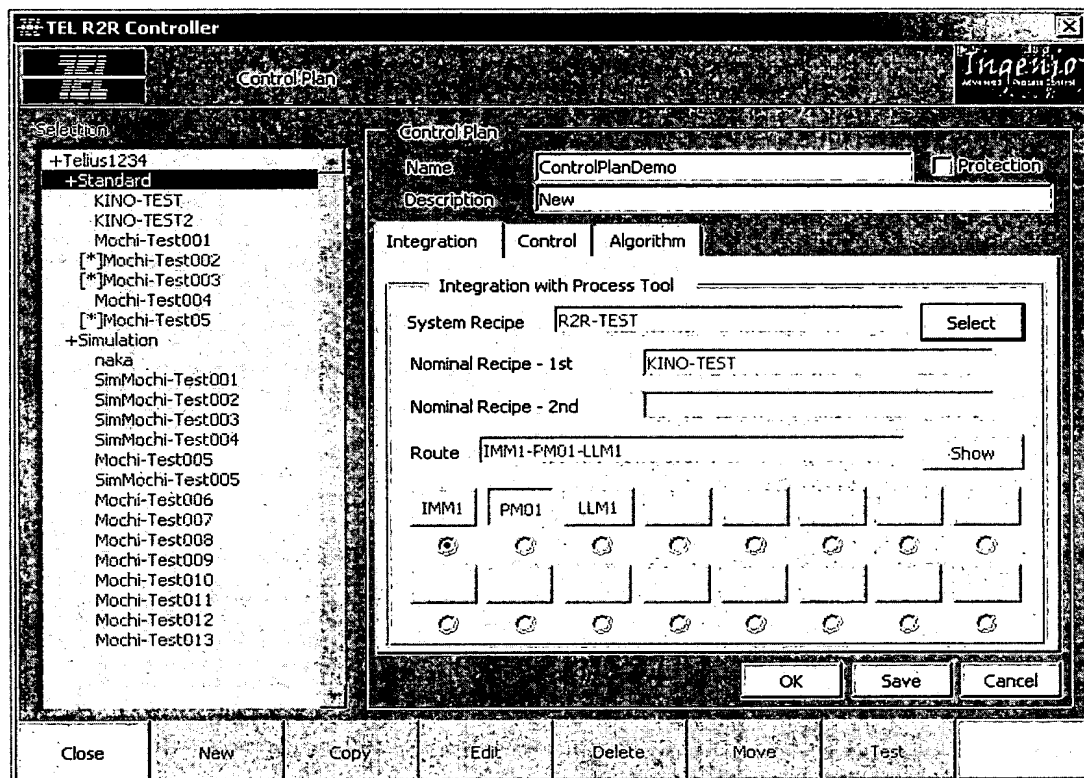 TEL R2R Controller
TEL
Control Plan
Ingenio
Selection
+Telius1234
+Standard
KINO-TEST
KINO-TEST2
Mochi-Test001
[*]Mochi-Test002
[*]Mochi-Test003
Mochi-Test004
[*]Mochi-Test05
+Simulation
naka
SimMochi-Test001
SimMochi-Test002
SimMochi-Test003
SimMochi-Test004
Mochi-Test005
SimMochi-Test005
Mochi-Test006
Mochi-Test007
Mochi-Test008
Mochi-Test009
Mochi-Test010
Mochi-Test011
Mochi-Test012
Mochi-Test013
Control Plan
Name ControlPlanDemo Protection
Description New
Integration Control Algorithm
Integration with Process Tool
System Recipe R2R-TEST Select
Nominal Recipe - 1st KINO-TEST
Nominal Recipe - 2nd
Route IMM1-PM01-LLM1 Show
IMM1 PM01 LLM1
OK Save Cancel
Close New Copy Edit Delete Move Test